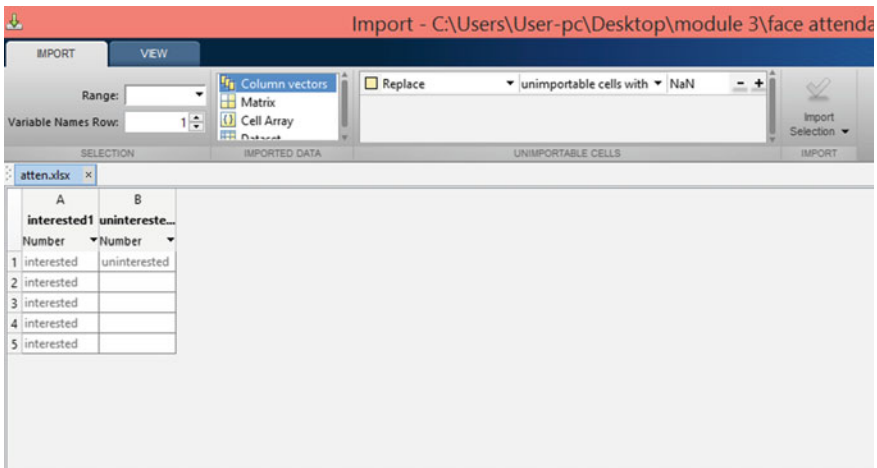 Import - C:\Users\User-pc\Desktop\module 3\face attenda
IMPORT VIEW
Range:
Variable Names Row: 1
SELECTION
Column vectors
Matrix
Cell Array
Dataset
IMPORTED DATA
Replace unimportable cells with NaN - +
UNIMPORTABLE CELLS
Import
Selection
IMPORT
atten.xlsx ×
A B
interested1 unintereste...
Number Number
1 interested uninterested
2 interested
3 interested
4 interested
5 interested